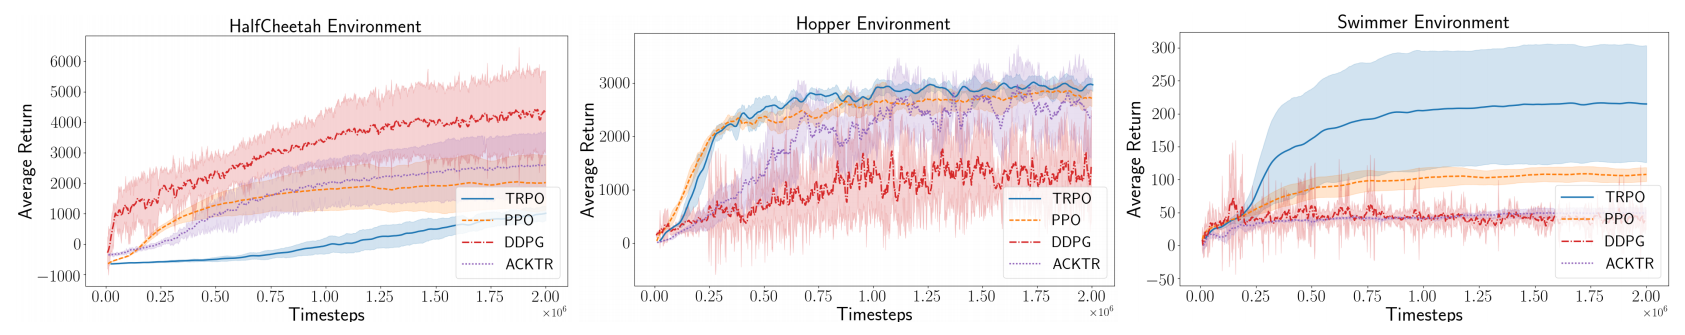 HalfCheetah Environment
Average Return
6000
5000
4000
3000
2000
1000
0
−1000
0.00 0.25 0.50 0.75 1.00 1.25 1.50 1.75 2.00
×10⁶
Timesteps
TRPO
PPO
DDPG
ACKTR
Hopper Environment
Average Return
3000
2000
1000
0
0.00 0.25 0.50 0.75 1.00 1.25 1.50 1.75 2.00
×10⁶
Timesteps
TRPO
PPO
DDPG
ACKTR
Swimmer Environment
Average Return
300
250
200
150
100
50
0
−50
0.00 0.25 0.50 0.75 1.00 1.25 1.50 1.75 2.00
×10⁶
Timesteps
TRPO
PPO
DDPG
ACKTR